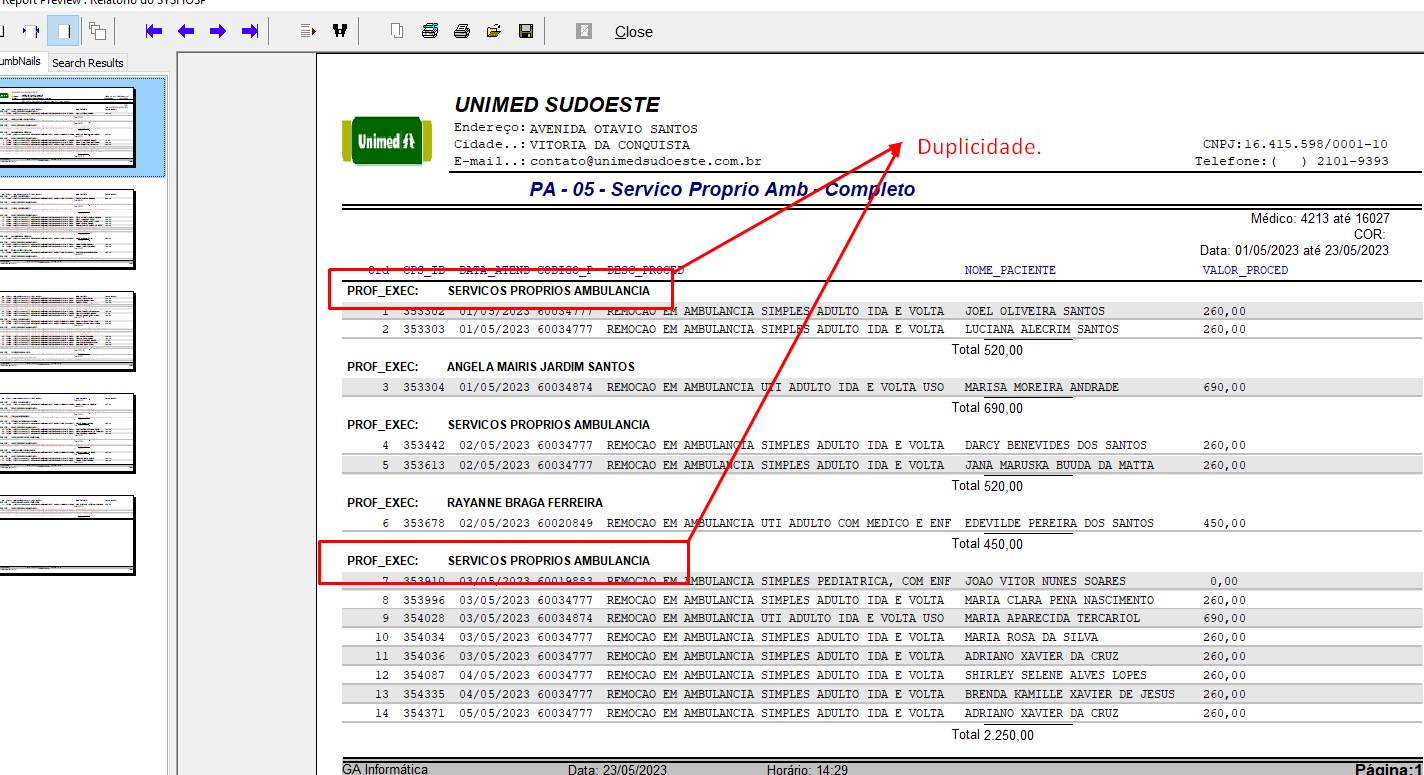 Report Preview : Relatório do SYSHOSP
Close
umbNails
Search Results
UNIMED SUDOESTE
Unimed
Endereço: AVENIDA OTAVIO SANTOS
Cidade..: VITORIA DA CONQUISTA
E-mail..: contato@unimedsudoeste.com.br
Duplicidade.
CNPJ:16.415.598/0001-10
Telefone:(   ) 2101-9393
PA - 05 - Servico Proprio Amb - Completo
Médico: 4213 até 16027
COR:
Data: 01/05/2023 até 23/05/2023
Ord CPS_ID DATA_ATEND CODIGO_P DESC_PROCED NOME_PACIENTE VALOR_PROCED
PROF_EXEC: SERVICOS PROPRIOS AMBULANCIA
1 353302 01/05/2023 60034777 REMOCAO EM AMBULANCIA SIMPLES ADULTO IDA E VOLTA JOEL OLIVEIRA SANTOS 260,00
2 353303 01/05/2023 60034777 REMOCAO EM AMBULANCIA SIMPLES ADULTO IDA E VOLTA LUCIANA ALECRIM SANTOS 260,00
Total 520,00
PROF_EXEC: ANGELA MAIRIS JARDIM SANTOS
3 353304 01/05/2023 60034874 REMOCAO EM AMBULANCIA UTI ADULTO IDA E VOLTA USO MARISA MOREIRA ANDRADE 690,00
Total 690,00
PROF_EXEC: SERVICOS PROPRIOS AMBULANCIA
4 353442 02/05/2023 60034777 REMOCAO EM AMBULANCIA SIMPLES ADULTO IDA E VOLTA DARCY BENEVIDES DOS SANTOS 260,00
5 353613 02/05/2023 60034777 REMOCAO EM AMBULANCIA SIMPLES ADULTO IDA E VOLTA JANA MARUSKA BUUDA DA MATTA 260,00
Total 520,00
PROF_EXEC: RAYANNE BRAGA FERREIRA
6 353678 02/05/2023 60020849 REMOCAO EM AMBULANCIA UTI ADULTO COM MEDICO E ENF EDEVILDE PEREIRA DOS SANTOS 450,00
Total 450,00
PROF_EXEC: SERVICOS PROPRIOS AMBULANCIA
7 353910 03/05/2023 60019883 REMOCAO EM AMBULANCIA SIMPLES PEDIATRICA, COM ENF JOAO VITOR NUNES SOARES 0,00
8 353996 03/05/2023 60034777 REMOCAO EM AMBULANCIA SIMPLES ADULTO IDA E VOLTA MARIA CLARA PENA NASCIMENTO 260,00
9 354028 03/05/2023 60034874 REMOCAO EM AMBULANCIA UTI ADULTO IDA E VOLTA USO MARIA APARECIDA TERCARIOL 690,00
10 354034 03/05/2023 60034777 REMOCAO EM AMBULANCIA SIMPLES ADULTO IDA E VOLTA MARIA ROSA DA SILVA 260,00
11 354036 03/05/2023 60034777 REMOCAO EM AMBULANCIA SIMPLES ADULTO IDA E VOLTA ADRIANO XAVIER DA CRUZ 260,00
12 354087 04/05/2023 60034777 REMOCAO EM AMBULANCIA SIMPLES ADULTO IDA E VOLTA SHIRLEY SELENE ALVES LOPES 260,00
13 354335 04/05/2023 60034777 REMOCAO EM AMBULANCIA SIMPLES ADULTO IDA E VOLTA BRENDA KAMILLE XAVIER DE JESUS 260,00
14 354371 05/05/2023 60034777 REMOCAO EM AMBULANCIA SIMPLES ADULTO IDA E VOLTA ADRIANO XAVIER DA CRUZ 260,00
Total 2.250,00
GA Informática Data: 23/05/2023 Horário: 14:29 Página:1